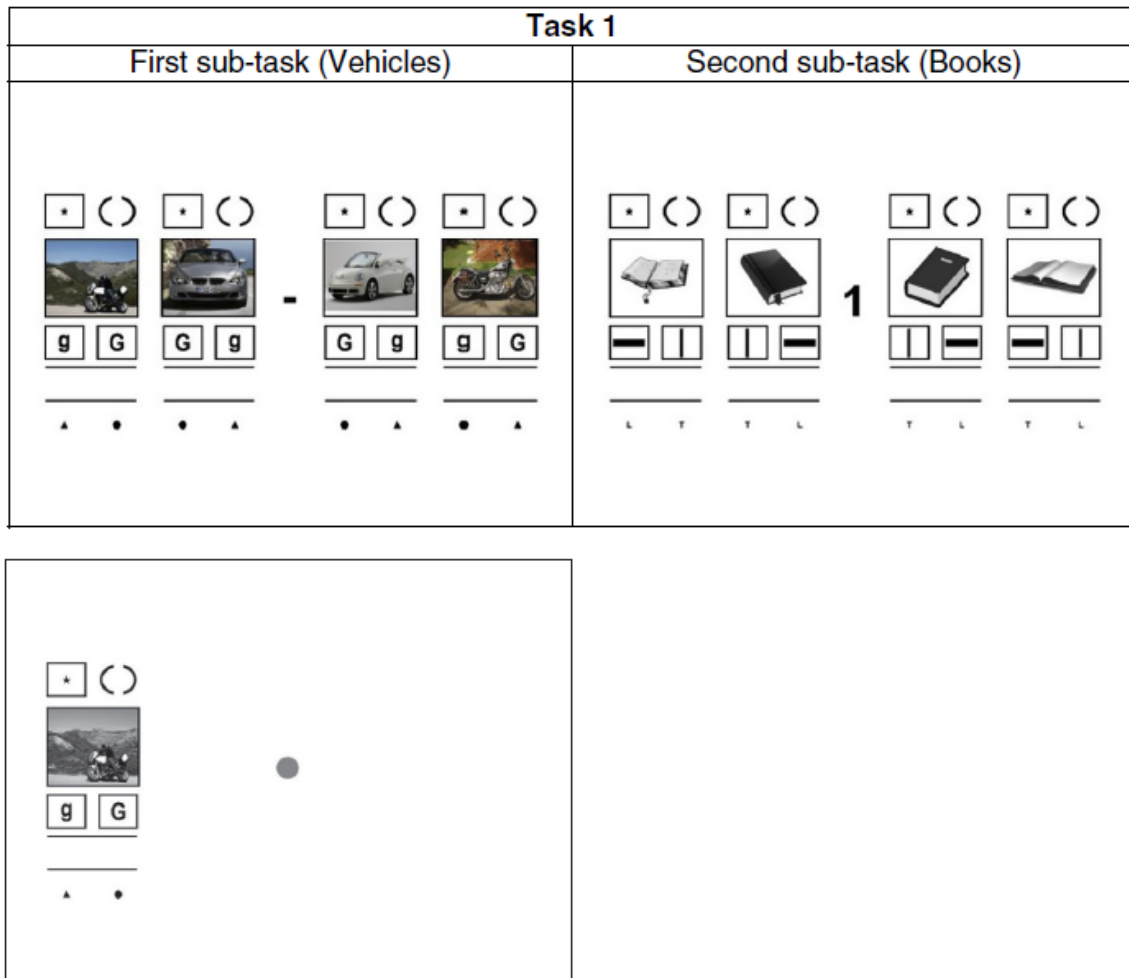 Task 1
First sub-task (Vehicles) Second sub-task (Books)
* ( ) * ( ) * ( ) * ( ) * ( ) * ( ) * ( ) * ( )
- 1
g G G g G g g G
L T T L T L T L
* ( )
g G